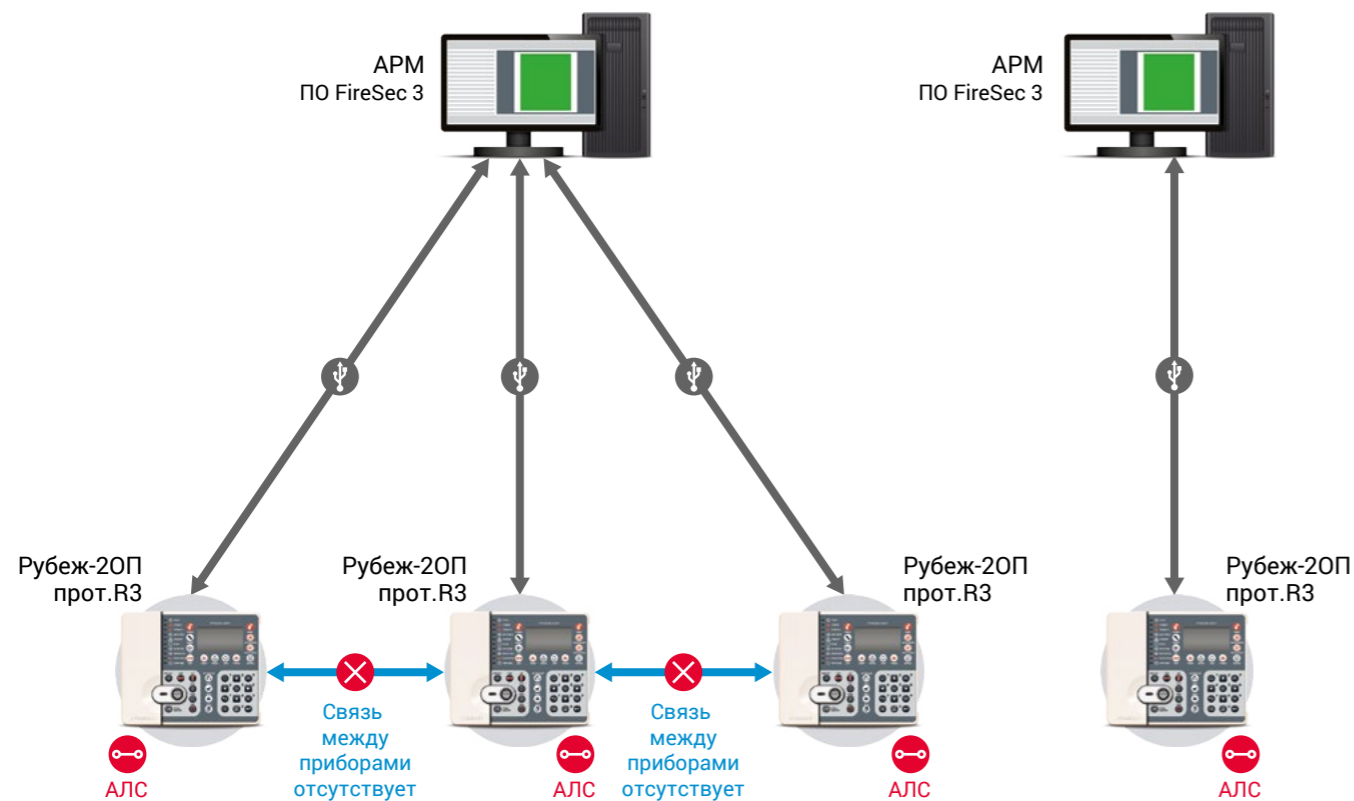 АРМ
ПО FireSec 3
АРМ
ПО FireSec 3
Рубеж-2ОП
прот.R3
Рубеж-2ОП
прот.R3
Рубеж-2ОП
прот.R3
Рубеж-2ОП
прот.R3
Связь
между
приборами
отсутствует
Связь
между
приборами
отсутствует
АЛС
АЛС
АЛС
АЛС